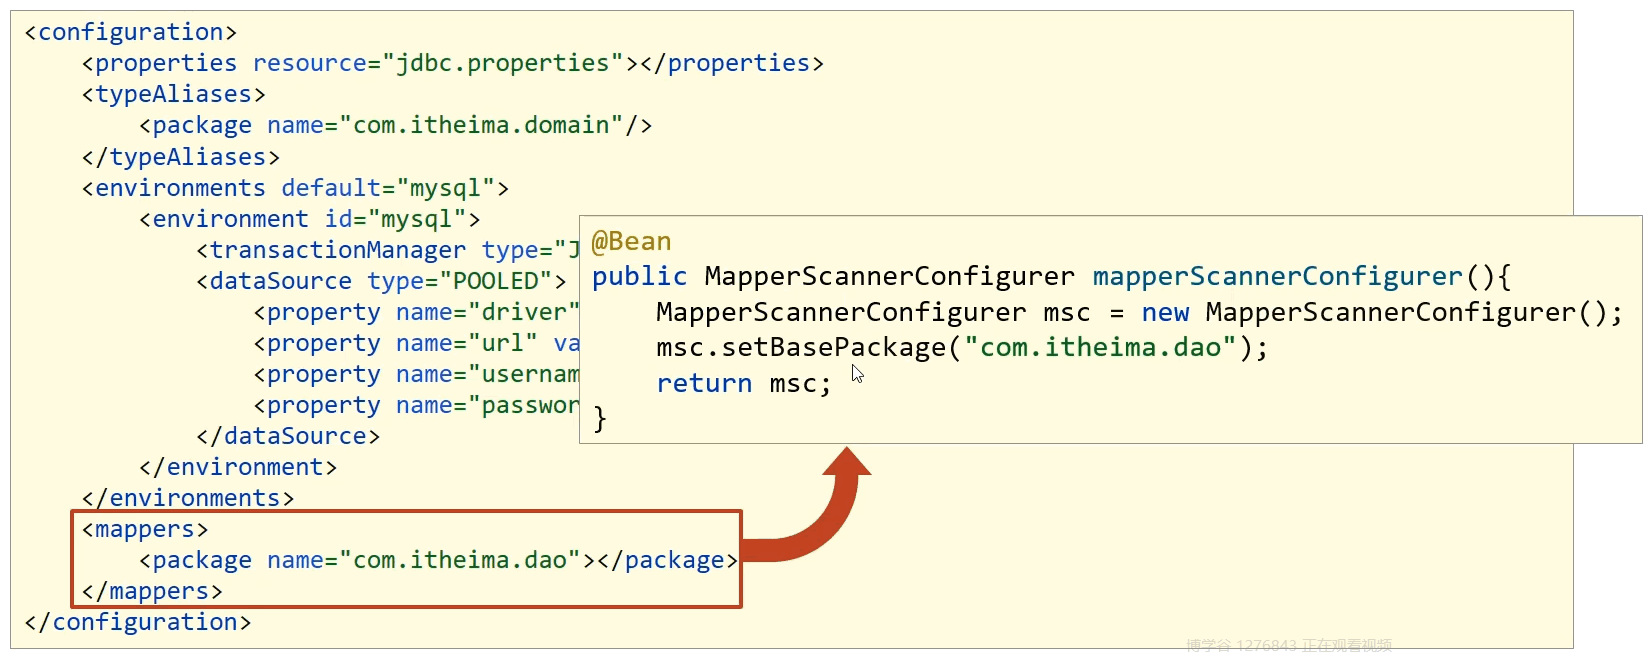 <configuration>
<properties resource="jdbc.properties"></properties>
<typeAliases>
<package name="com.itheima.domain"/>
</typeAliases>
<environments default="mysql">
<environment id="mysql">
<transactionManager type="J
<dataSource type="POOLED">
<property name="driver"
<property name="url" va
<property name="usernam
<property name="passwor
</dataSource>
</environment>
</environments>
<mappers>
<package name="com.itheima.dao"></package>
</mappers>
</configuration>
@Bean
public MapperScannerConfigurer mapperScannerConfigurer(){
MapperScannerConfigurer msc = new MapperScannerConfigurer();
msc.setBasePackage("com.itheima.dao");
return msc;
}
博学谷 1276843 正在观看视频